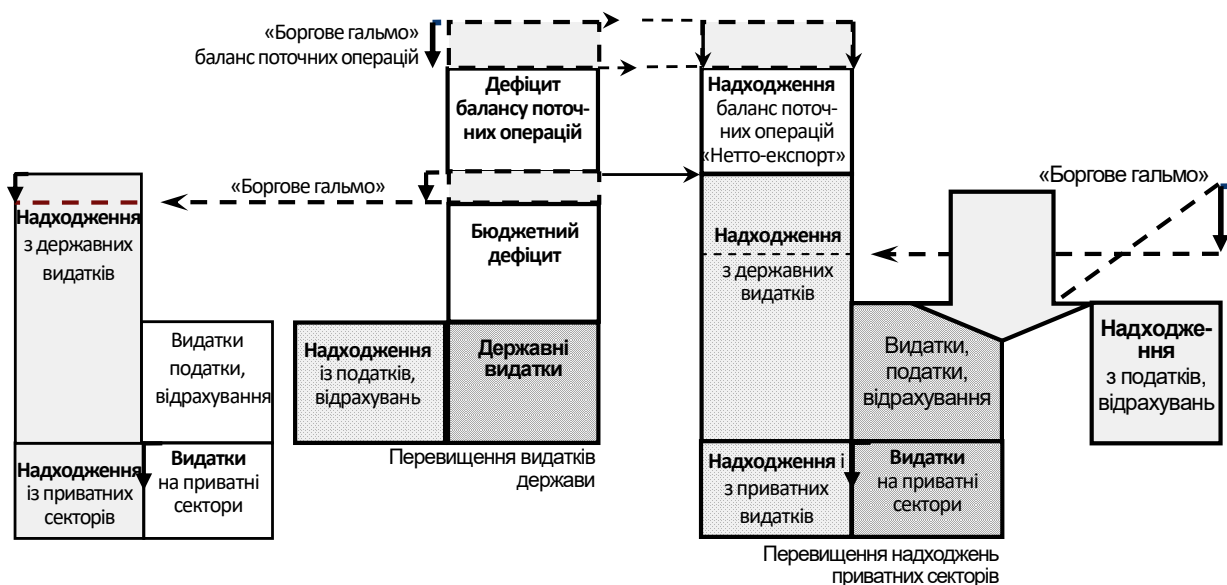 «Боргове гальмо»
баланс поточних операцій
Дефіцит
балансу поточ-
них операцій
Надходження
баланс поточ-
них операцій
«Нетто-експорт»
«Боргове гальмо»
«Боргове гальмо»
Надходження
з державних
видатків
Бюджетний
дефіцит
Надходження
з державних
видатків
Видатки
податки,
відрахування
Надходження
із податків,
відрахувань
Державні
видатки
Видатки,
податки,
відрахування
Надходже-
ння
з податків,
відрахувань
Надходження
із приватних
секторів
Видатки
на приватні
сектори
Перевищення видатків
держави
Надходження і
з приватних
видатків
Видатки
на приватні
сектори
Перевищення надходжень
приватних секторів